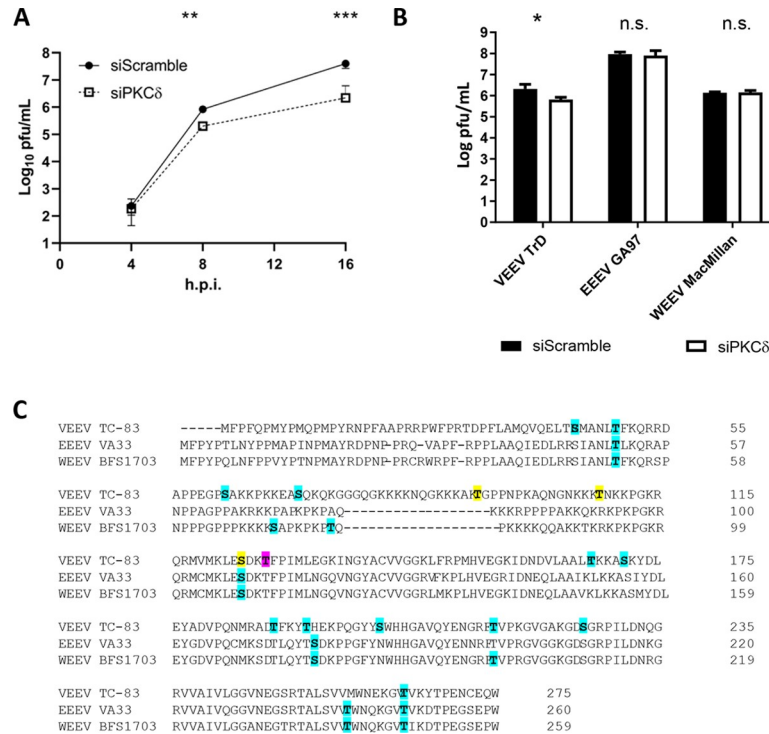 A
** ***
siScramble
siPKCδ
Log10 pfu/mL
8
7
6
5
4
3
2
1
0 4 8 12 16
h.p.i.
B
* n.s. n.s.
Log pfu/mL
9
8
7
6
5
4
3
2
1
0
VEEV TrD
EEEV GA97
WEEV MacMillan
siScramble siPKCδ
C
VEEV TC-83 -----MFPFQPMYPMQPMPYRNPFAAPRRPWFPRTDPFLAMQVQELTSMANLTFKQRRD 55
EEEV VA33 MFPYPTLNYPPMAPINPMAYRDPNP-PRQ-VAPF-RPPLAAQIEDLRRSIANLTLKQRAP 57
WEEV BFS1703 MFPYPQLNFPPVYPTNPMAYRDPNP-PRCRWRPF-RPPLAAQIEDLRRSIANLTFKQRSP 58
VEEV TC-83 APPEGPSAKKPKKEASQKQKGGGQGKKKKNQGKKKAKTGPPNPKAQNGNKKKTNKKPGKR 115
EEEV VA33 NPPAGPPAKRKKPAPKPKPAQ------------------KKKRPPPPAKKQKRKPKPGKR 100
WEEV BFS1703 NPPPGPPPKKKKSAPKPKPTQ-------------------PKKKKQQAKKTKRKPKPGKR 99
VEEV TC-83 QRMVMKLESDKTFPIMLEGKINGYACVVGGKLFRPMHVEGKIDNDVLAALTKKASKYDL 175
EEEV VA33 QRMCMKLESDKTFPIMLNGQVNGYACVVGGRVFKPLHVEGRIDNEQLAAIKLKKASIYDL 160
WEEV BFS1703 QRMCMKLESDKTFPIMLNGQVNGYACVVGGRLMKPLHVEGKIDNEQLAAVKLKKASMYDL 159
VEEV TC-83 EYADVPQNMRADTFKYTHEKPQGYYSWHHGAVQYENGRFTVPKGVGAKGDSGRPILDNQG 235
EEEV VA33 EYGDVPQCMKSDTLQYTSDKPPGFYNWHHGAVQYENNRFTVPRGVGGKGDSGRPILDNRG 220
WEEV BFS1703 EYGDVPQNMKSDTLQYTSDKPPGFYNWHHGAVQYENGRFTVPRGVGGKGDSGRPILDNRG 219
VEEV TC-83 RVVAIVLGGVNEGSRTALSVVMWNEKGVTVKYTPENCEQW 275
EEEV VA33 RVVAIVLGGVNEGSRTALSVVTWNQKGVTVKDTPEGSEPW 260
WEEV BFS1703 RVVAIVLGGANEGTRTALSVVTWNQKGVTIKDTPEGSEPW 259